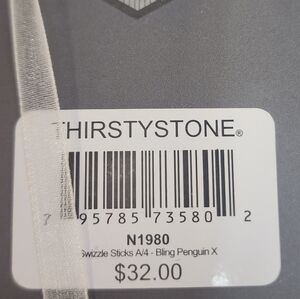 THIRSTYSTONE®
7 95785 73580 2
N1980
Swizzle Sticks A/4 - Bling Penguin X
$32.00